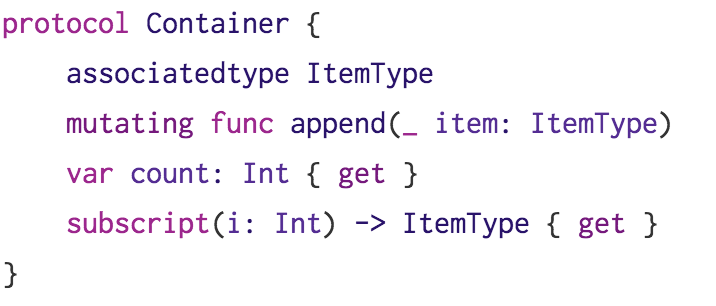 protocol Container {
    associatedtype ItemType
    mutating func append(_ item: ItemType)
    var count: Int { get }
    subscript(i: Int) -> ItemType { get }
}